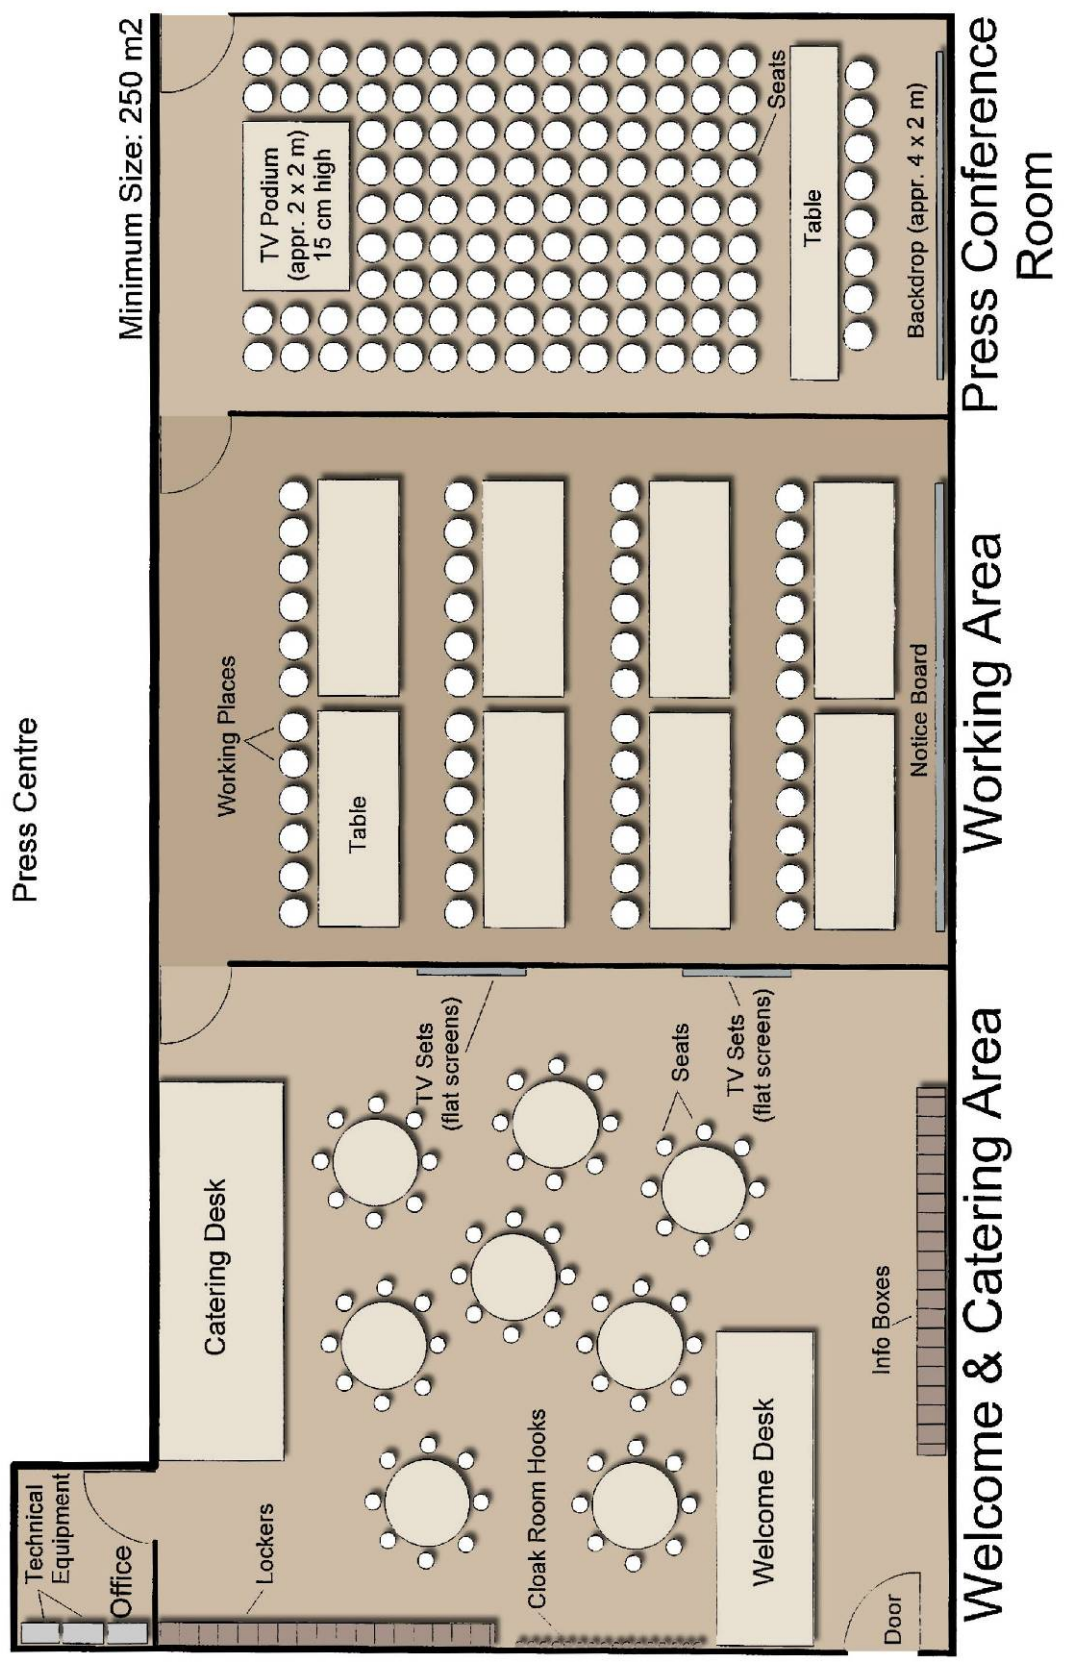 Press Centre
Minimum Size: 250 m2
Technical
Equipment
Office
Lockers
Catering Desk
Cloak Room Hooks
Welcome Desk
Door
Info Boxes
TV Sets
(flat screens)
Seats
TV Sets
(flat screens)
Welcome & Catering Area
Working Places
Table
Notice Board
Working Area
TV Podium
(appr. 2 x 2 m)
15 cm high
Seats
Table
Backdrop (appr. 4 x 2 m)
Press Conference
Room